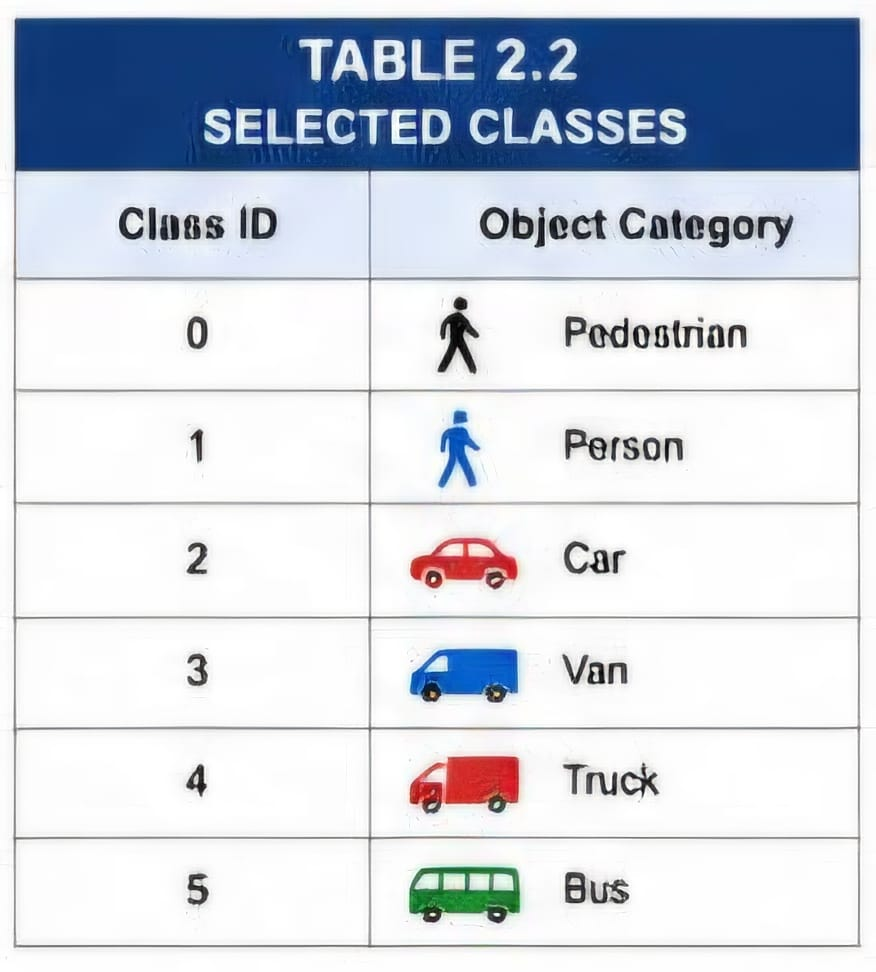 TABLE 2.2
SELECTED CLASSES
Class ID Object Category
0 Pedestrian
1 Person
2 Car
3 Van
4 Truck
5 Bus